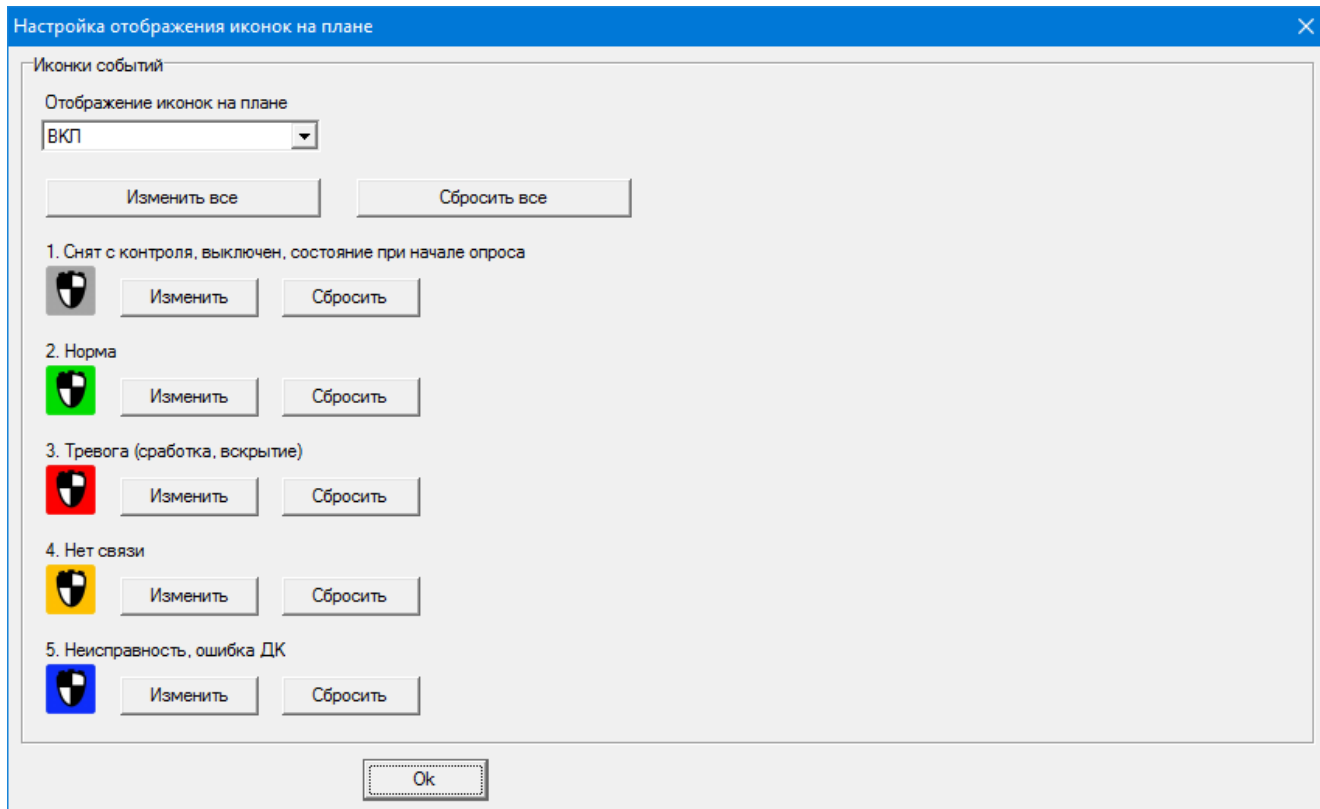 Настройка отображения иконок на плане
Иконки событий
Отображение иконок на плане
ВКЛ
Изменить все Сбросить все
1. Снят с контроля, выключен, состояние при начале опроса
Изменить Сбросить
2. Норма
Изменить Сбросить
3. Тревога (сработка, вскрытие)
Изменить Сбросить
4. Нет связи
Изменить Сбросить
5. Неисправность, ошибка ДК
Изменить Сбросить
Ok